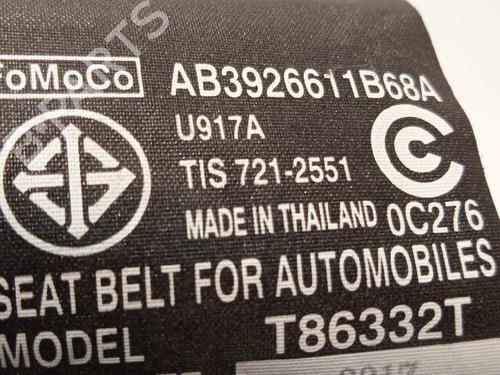 FoMoCo AB3926611B68A
U917A
TIS 721-2551
MADE IN THAILAND 0C276
SEAT BELT FOR AUTOMOBILES
MODEL T86332T